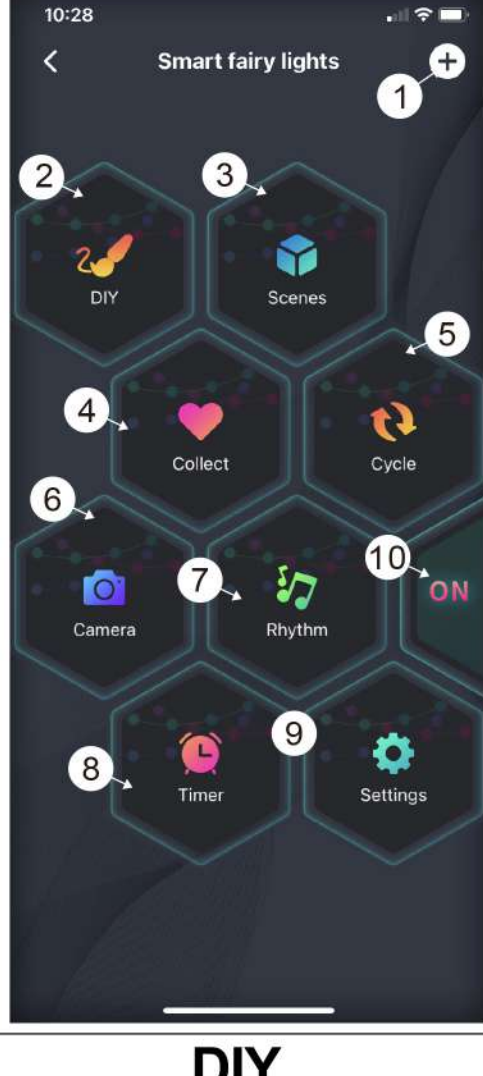 10:28
Smart fairy lights
1
2
3
DIY
Scenes
5
4
Collect
Cycle
6
10
7
ON
Camera
Rhythm
9
8
Timer
Settings
DIY